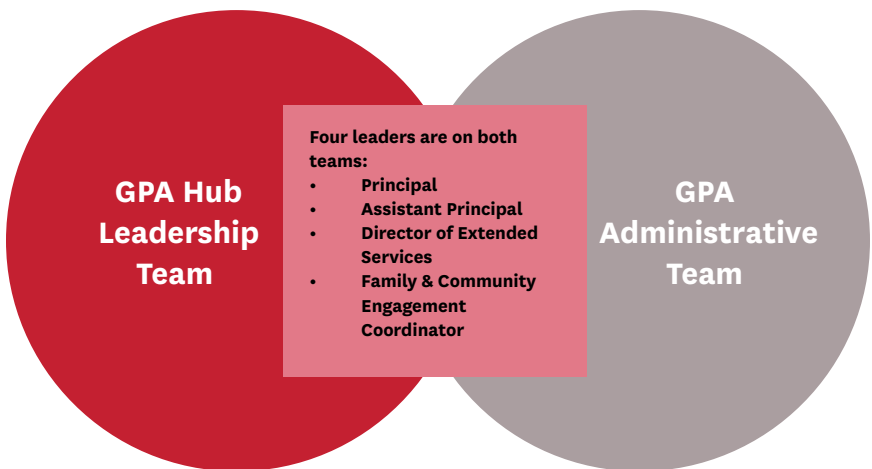 GPA Hub
Leadership
Team
Four leaders are on both
teams:
• Principal
• Assistant Principal
• Director of Extended
Services
• Family & Community
Engagement
Coordinator
GPA
Administrative
Team